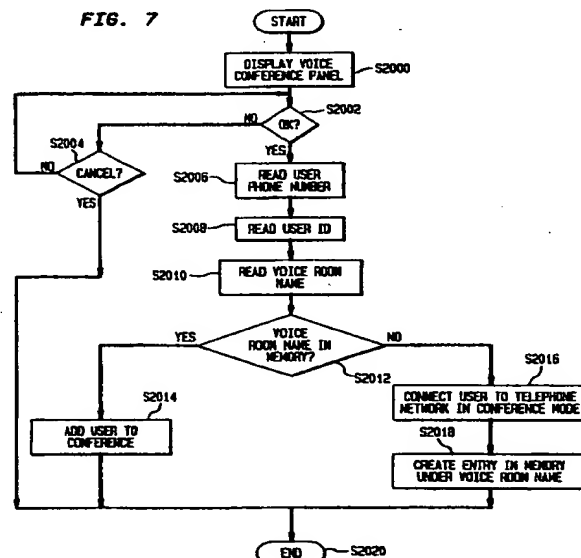 FIG. 7
START
DISPLAY VOICE
CONFERENCE PANEL
S2000
S2002
NO
OK?
S2004
YES
NO
CANCEL?
YES
S2006
READ USER
PHONE NUMBER
S2008
READ USER ID
S2010
READ VOICE ROOM
NAME
YES
VOICE
ROOM NAME IN
MEMORY?
NO
S2012
S2014
ADD USER TO
CONFERENCE
S2016
CONNECT USER TO TELEPHONE
NETWORK IN CONFERENCE MODE
S2018
CREATE ENTRY IN MEMORY
UNDER VOICE ROOM NAME
END
S2020